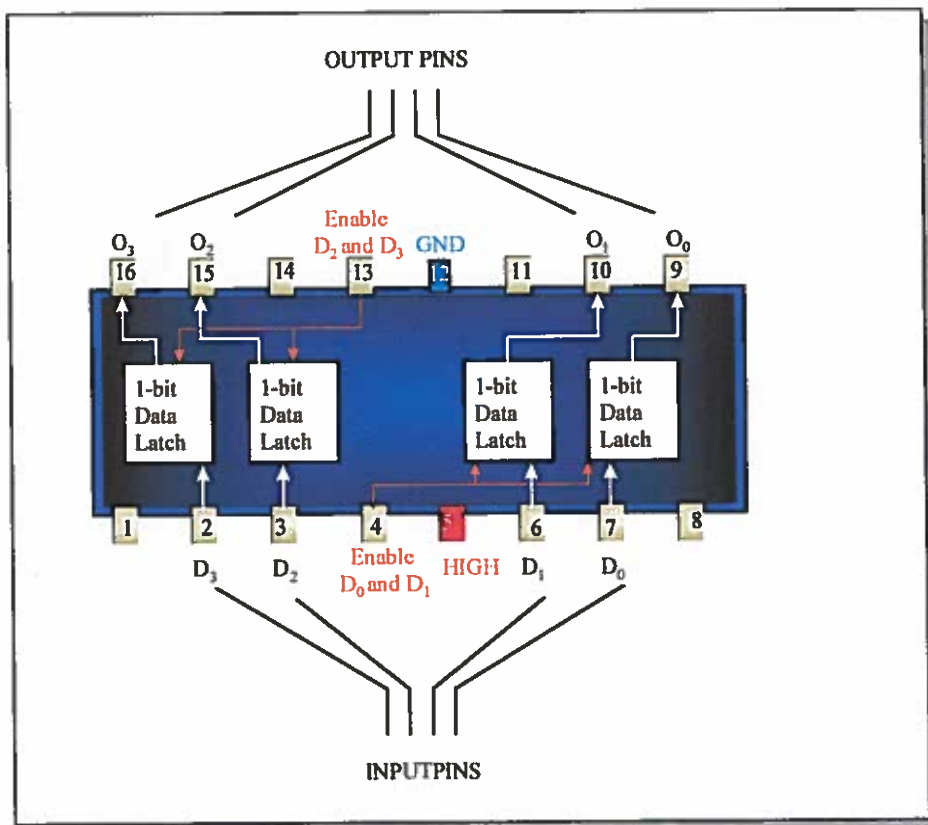 OUTPUT PINS
Enable
D₂ and D₃ GND
O₃ O₂ O₁ O₀
16 15 14 13 12 11 10 9
1-bit Data Latch
1-bit Data Latch
1-bit Data Latch
1-bit Data Latch
1 2 3 4 5 6 7 8
D₃ D₂ Enable D₀ and D₁ HIGH D₁ D₀
INPUTPINS